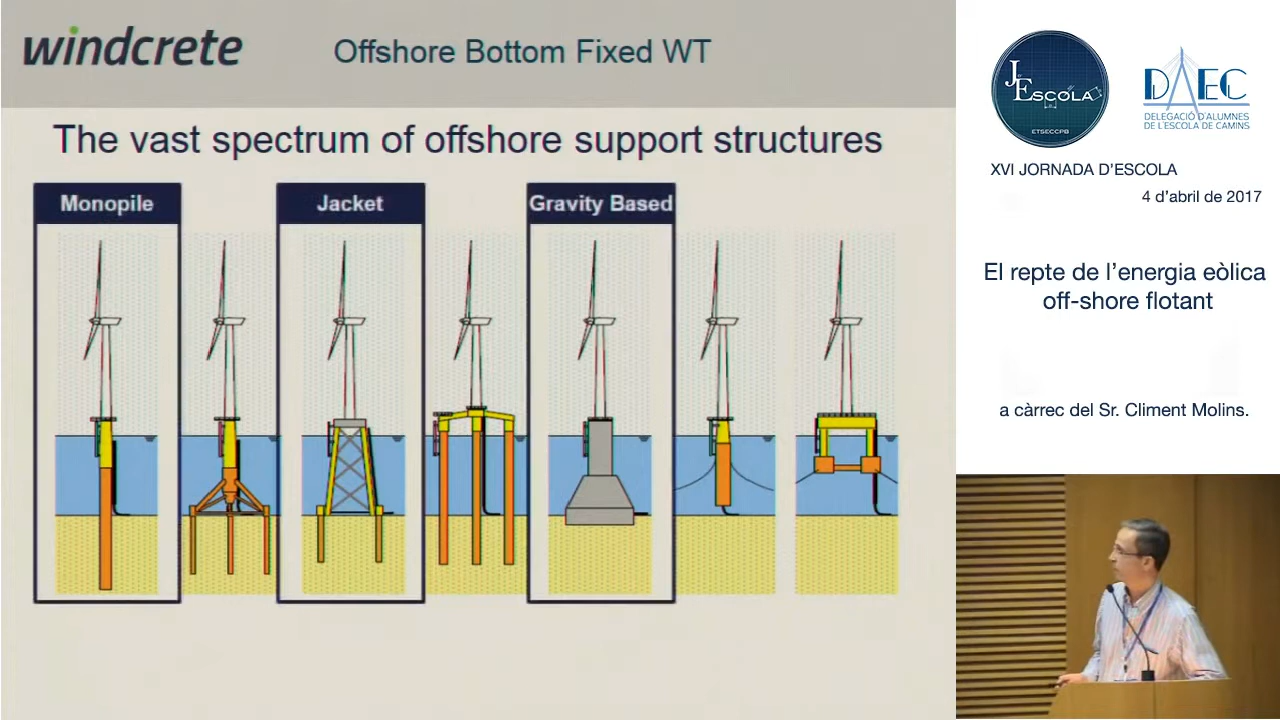 windcrete
Offshore Bottom Fixed WT
The vast spectrum of offshore support structures
Monopile
Jacket
Gravity Based
J
ESCOLA
ETSECCPB
DAEC
DELEGACIÓ D'ALUMNES
DE L'ESCOLA DE CAMINS
XVI JORNADA D'ESCOLA
4 d'abril de 2017
El repte de l'energia eòlica
off-shore flotant
a càrrec del Sr. Climent Molins.